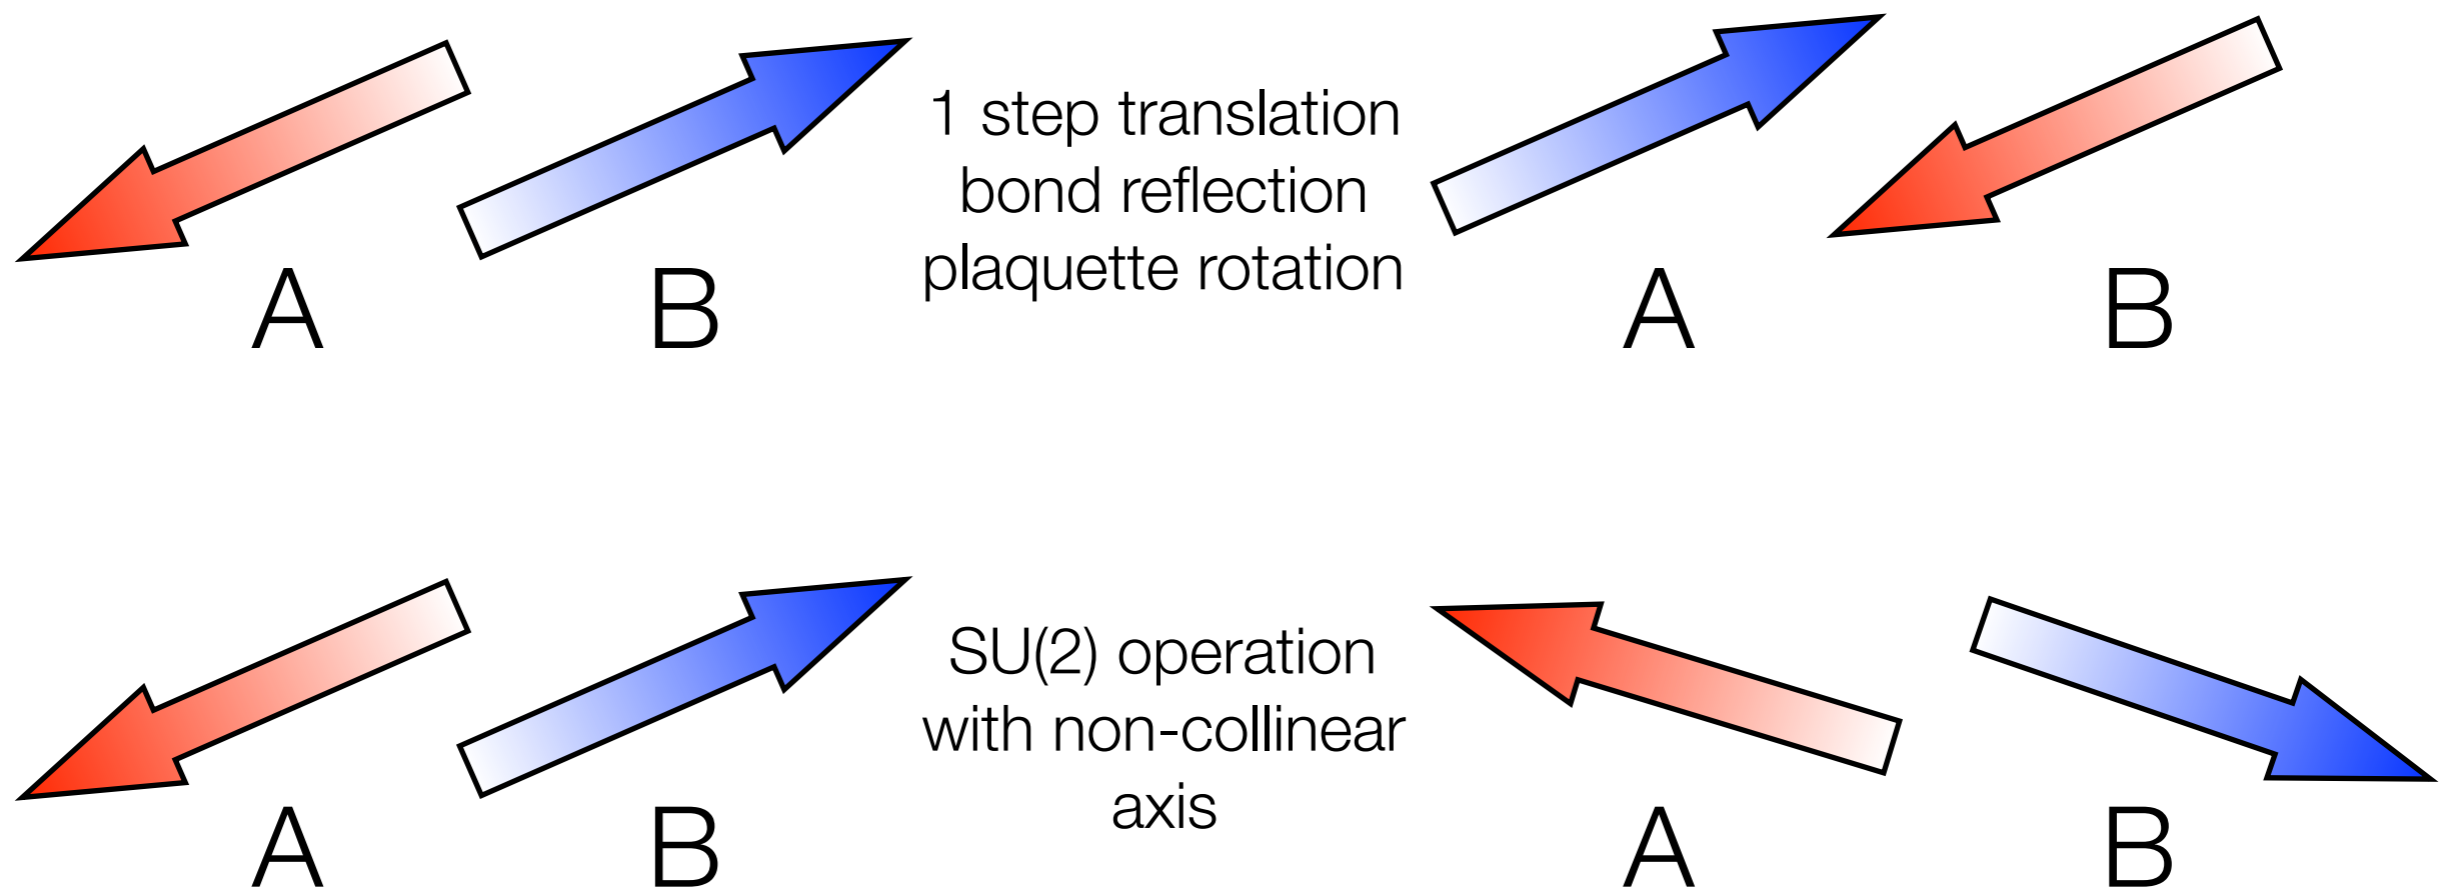 1 step translation
bond reflection
plaquette rotation
A
B
A
B
SU(2) operation
with non-collinear
axis
A
B
A
B